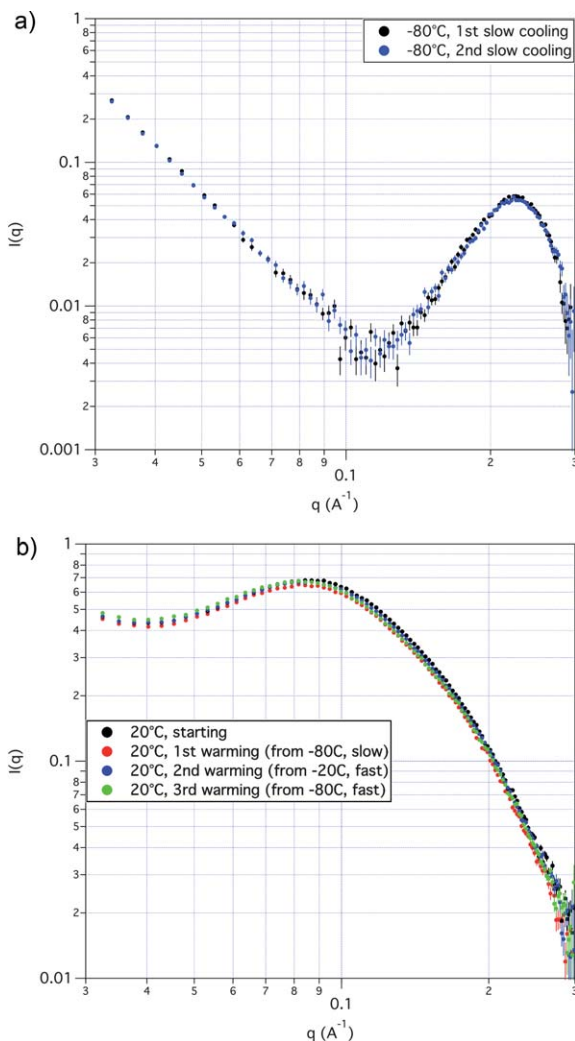 a)
1
8
6
4
2
0.1
8
6
4
2
0.01
8
6
4
2
0.001
I(q)
-80°C, 1st slow cooling
-80°C, 2nd slow cooling
3 4 5 6 7 8 9 0.1 2 3
q (A⁻¹)
b)
1
8
7
6
5
4
3
2
0.1
8
7
6
5
4
3
2
0.01
I(q)
20°C, starting
20°C, 1st warming (from -80C, slow)
20°C, 2nd warming (from -20C, fast)
20°C, 3rd warming (from -80C, fast)
3 4 5 6 7 8 9 0.1 2 3
q (A⁻¹)